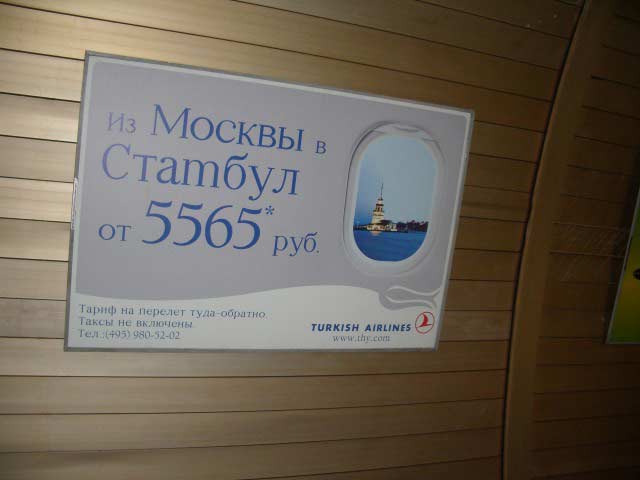 Из Москвы в
Стамбул
от 5565* руб.
Тариф на перелет туда-обратно.
Таксы не включены.
Тел.:(495) 980-52-02
TURKISH AIRLINES
www.thy.com